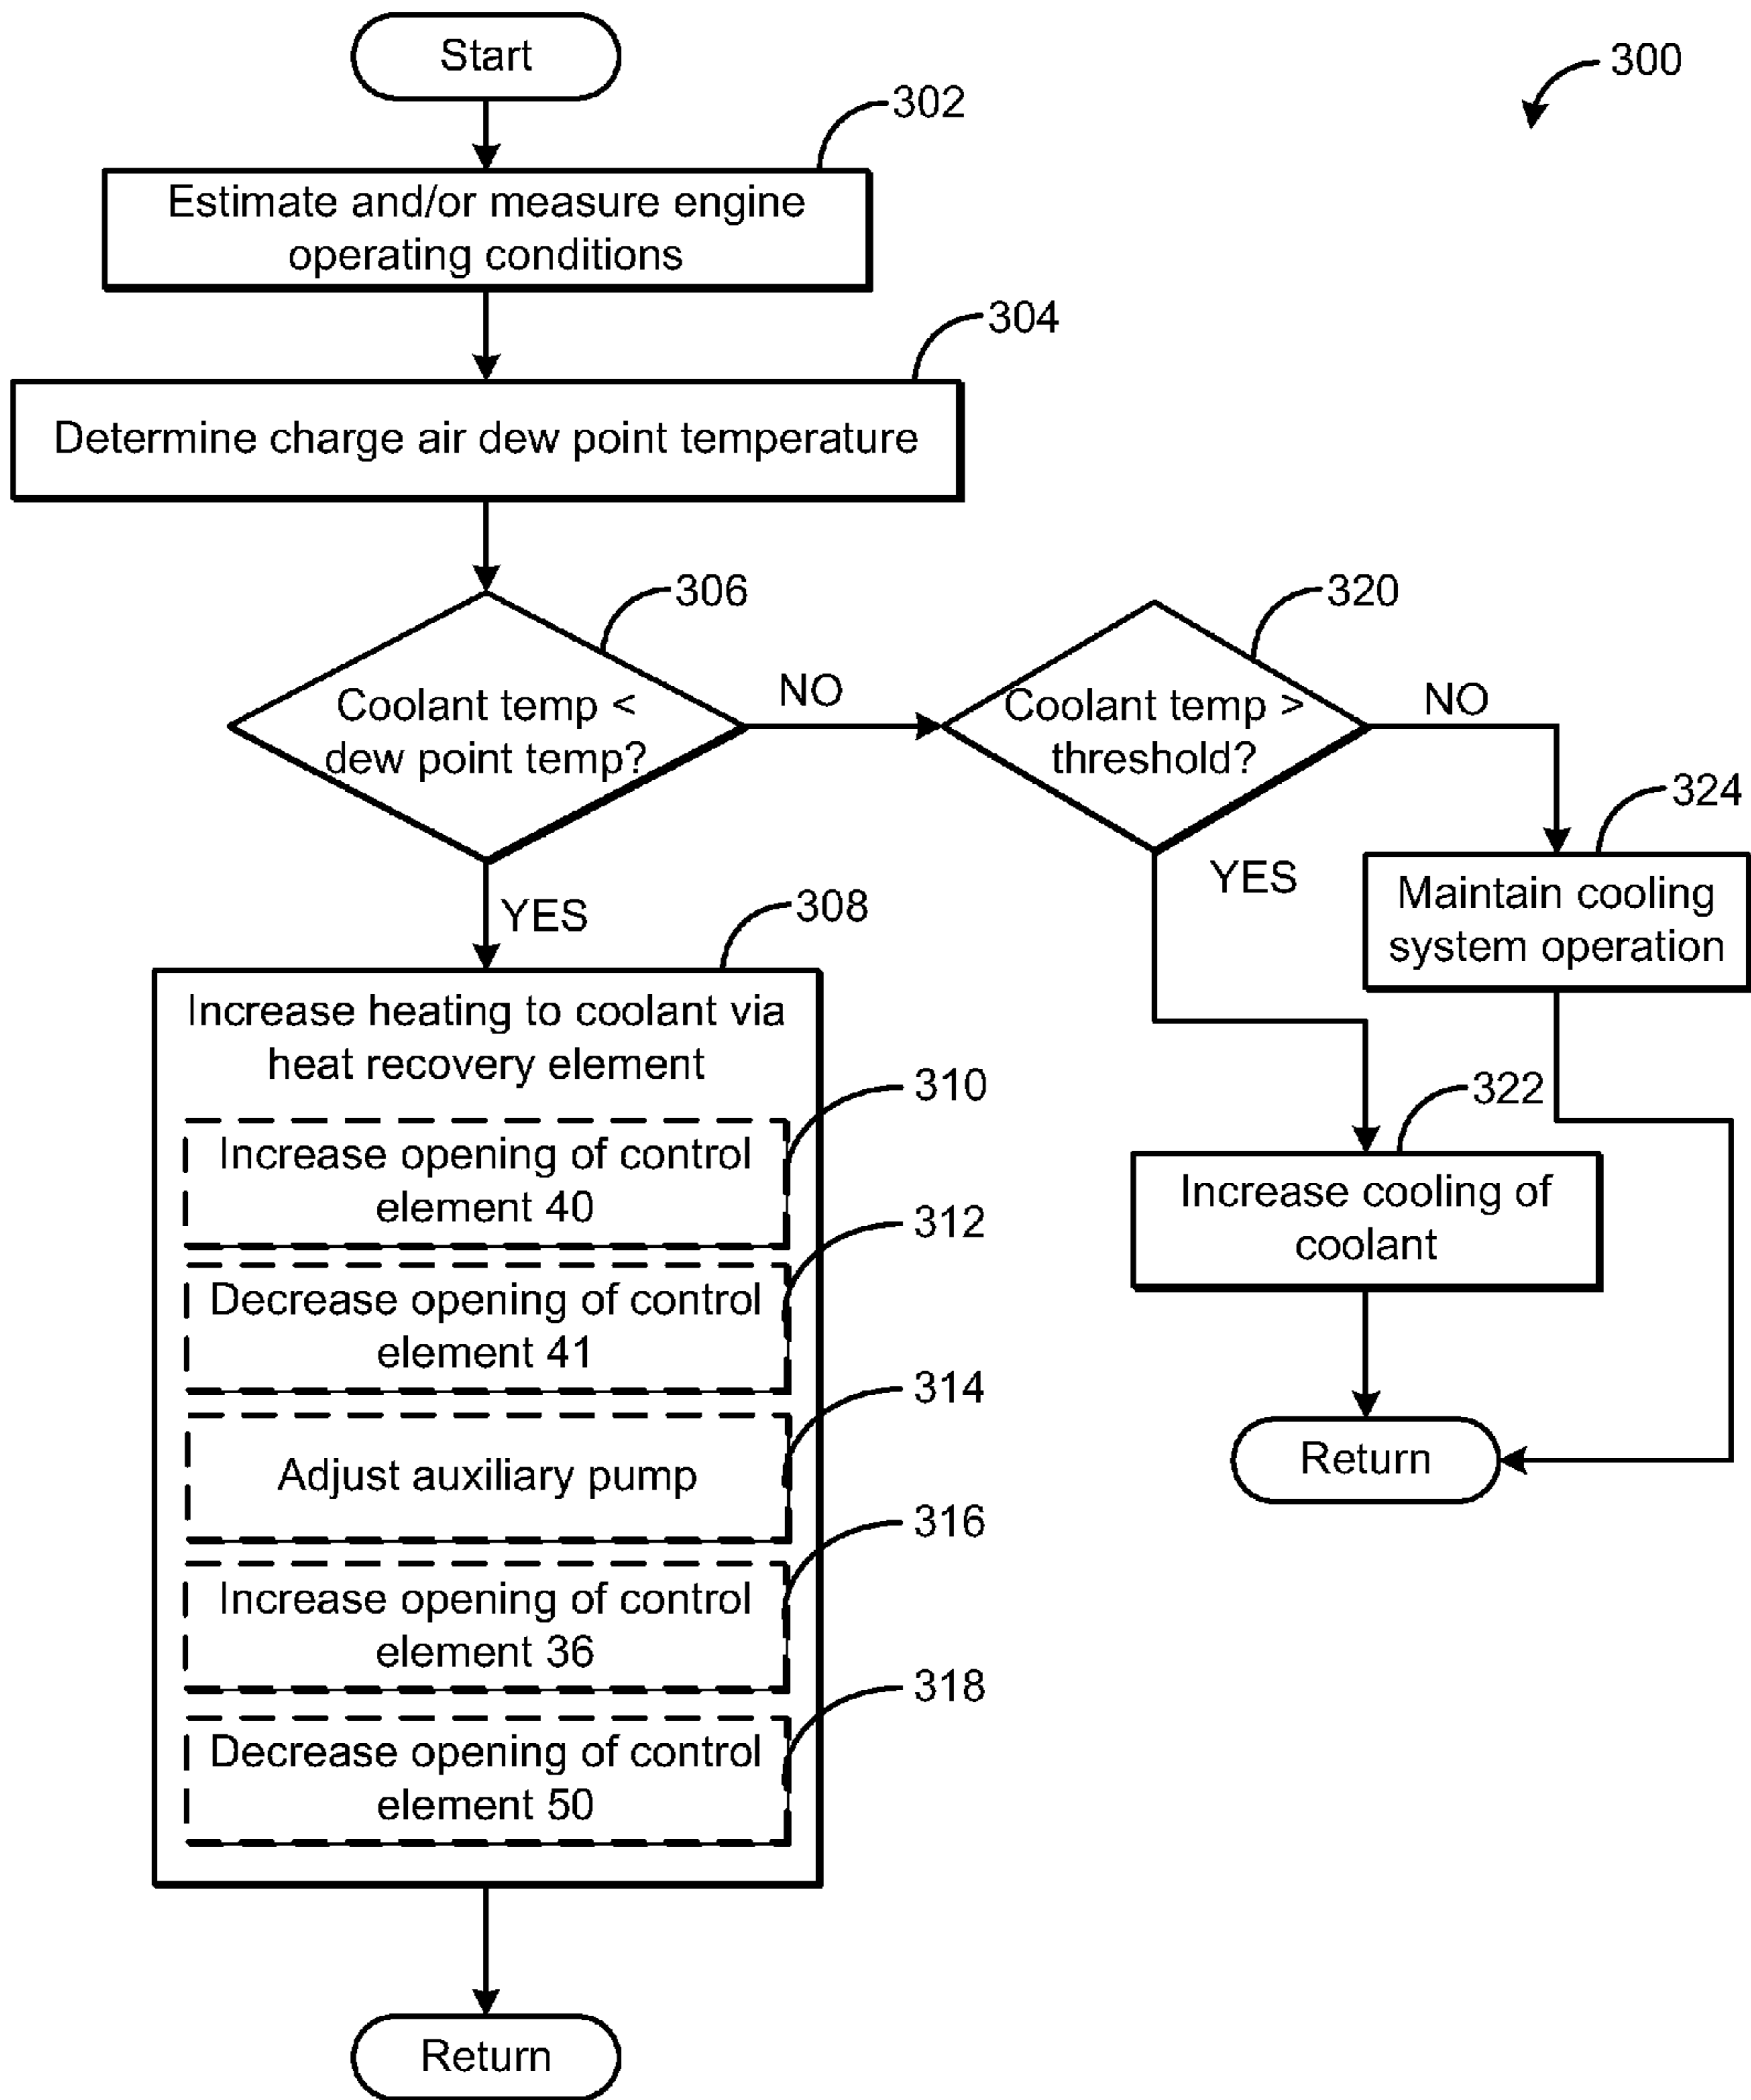 Start
300
302
Estimate and/or measure engine
operating conditions
304
Determine charge air dew point temperature
306
Coolant temp <
dew point temp?
NO
320
Coolant temp >
threshold?
NO
324
Maintain cooling
system operation
YES
YES
308
Increase heating to coolant via
heat recovery element
310
Increase opening of control
element 40
312
Decrease opening of control
element 41
314
Adjust auxiliary pump
316
Increase opening of control
element 36
318
Decrease opening of control
element 50
Return
322
Increase cooling of
coolant
Return